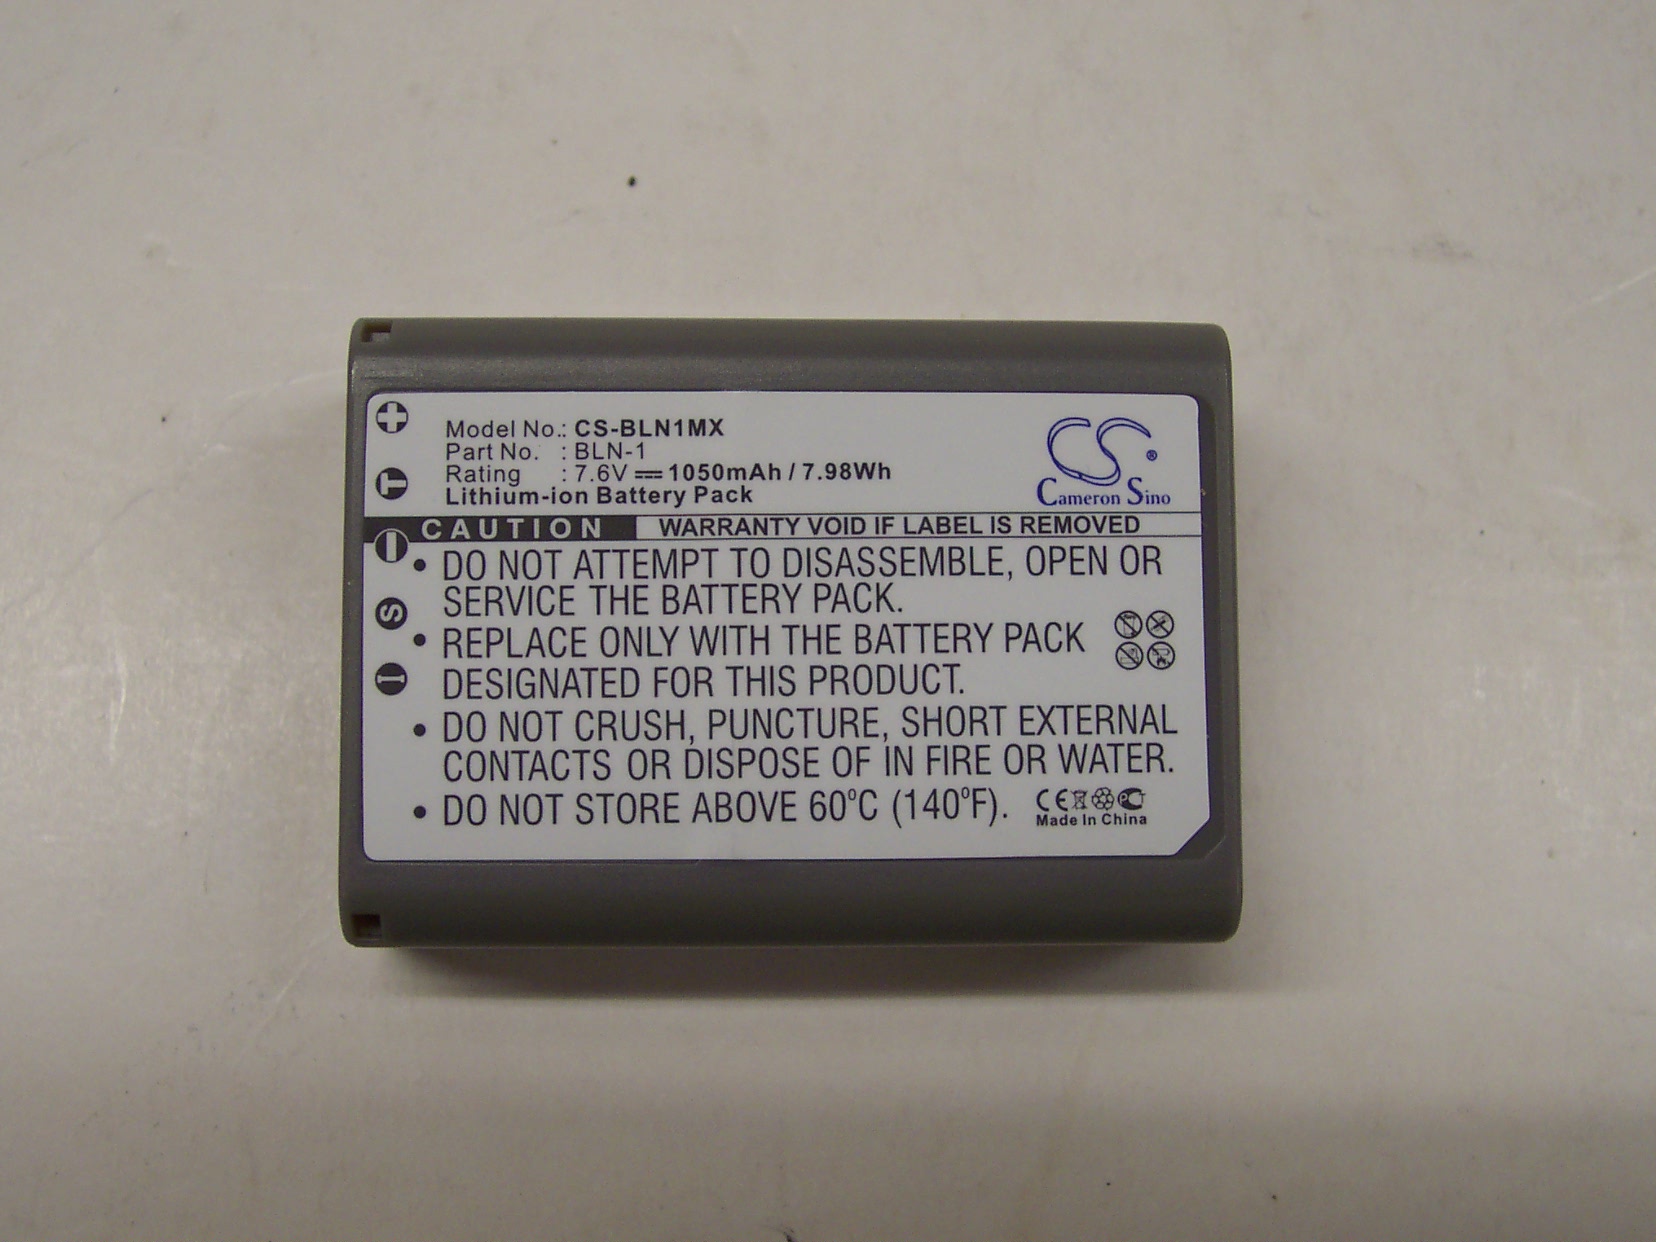 Model No.: CS-BLN1MX
Part No. : BLN-1
Rating : 7.6V ⎓ 1050mAh / 7.98Wh
Lithium-ion Battery Pack
CS ®
Cameron Sino
+
T
I
S
I
CAUTION WARRANTY VOID IF LABEL IS REMOVED
• DO NOT ATTEMPT TO DISASSEMBLE, OPEN OR
SERVICE THE BATTERY PACK.
• REPLACE ONLY WITH THE BATTERY PACK
DESIGNATED FOR THIS PRODUCT.
• DO NOT CRUSH, PUNCTURE, SHORT EXTERNAL
CONTACTS OR DISPOSE OF IN FIRE OR WATER.
• DO NOT STORE ABOVE 60°C (140°F).
CE
Made In China